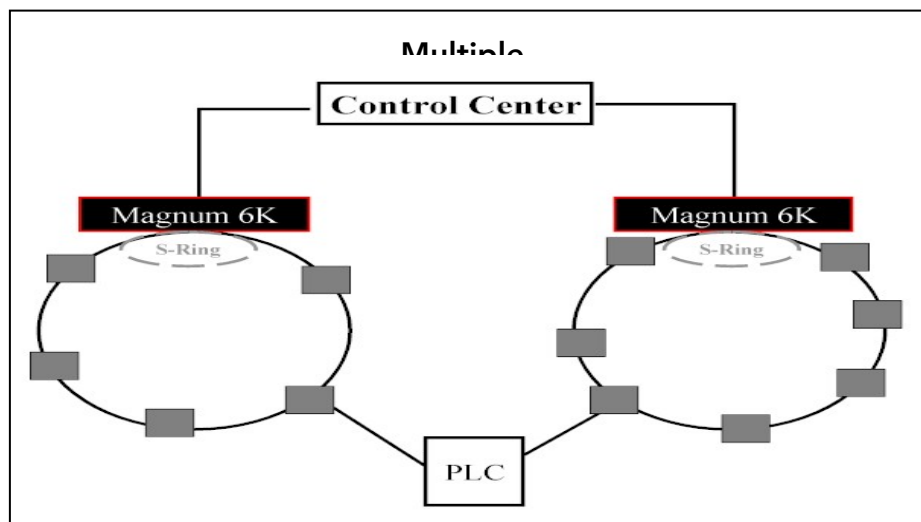 Multiple
Control Center
Magnum 6K
Magnum 6K
S-Ring
S-Ring
PLC